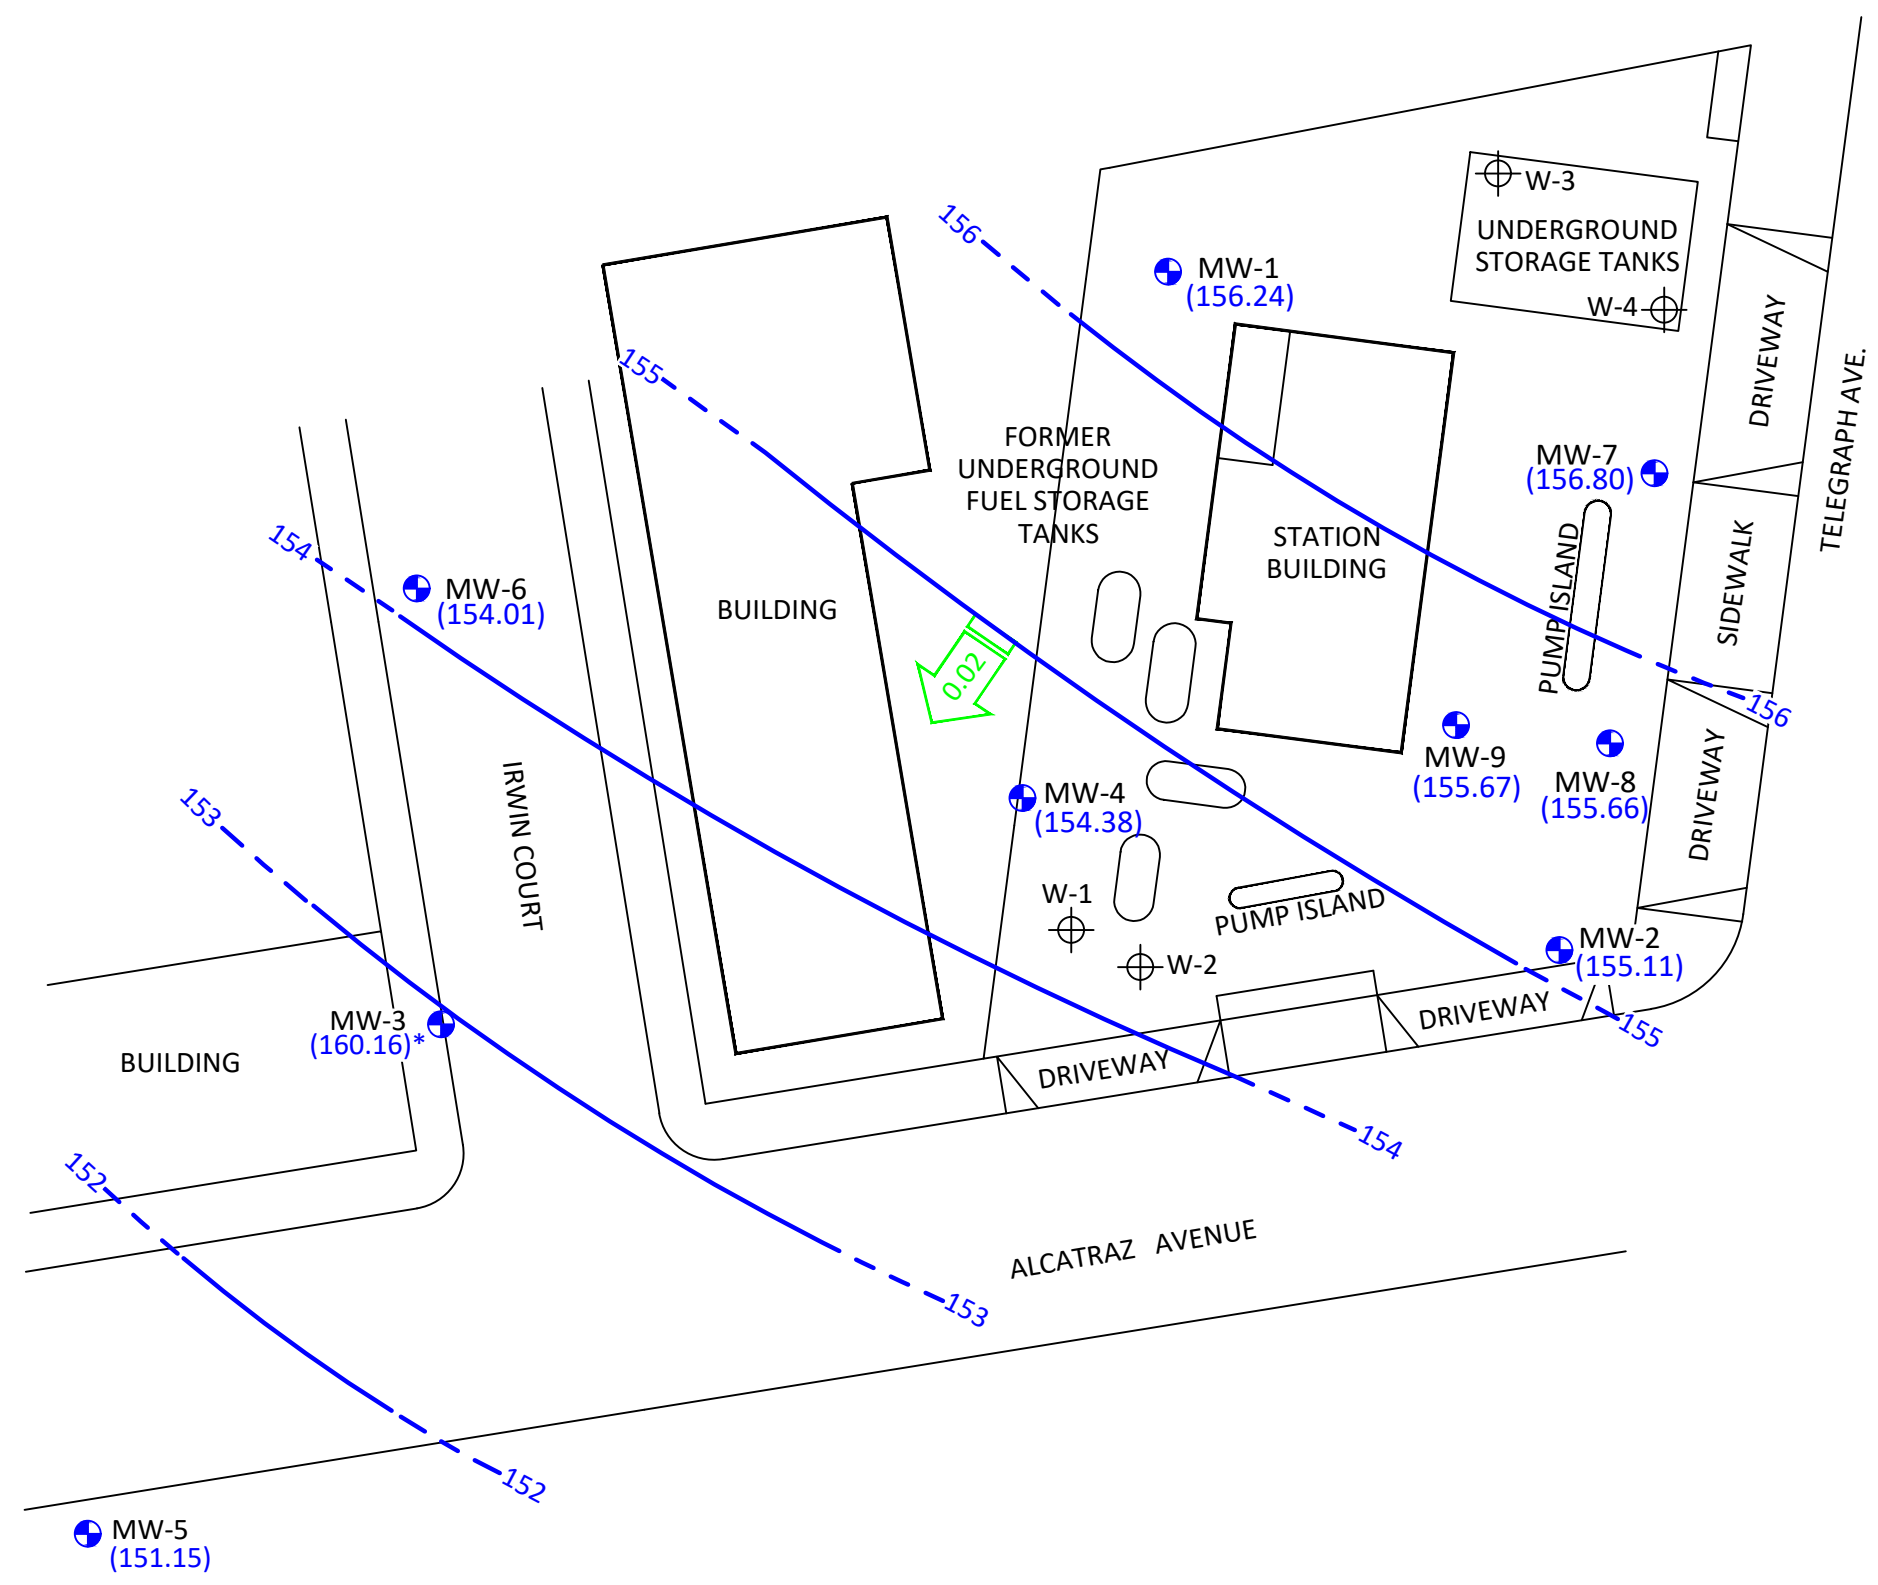 W-3
UNDERGROUND
STORAGE TANKS
W-4
156
MW-1
(156.24)
DRIVEWAY
TELEGRAPH AVE.
155
FORMER
UNDERGROUND
FUEL STORAGE
TANKS
MW-7
(156.80)
154
MW-6
(154.01)
BUILDING
STATION
BUILDING
PUMP ISLAND
SIDEWALK
0.02
156
153
IRWIN COURT
MW-4
(154.38)
MW-9
(155.67)
MW-8
(155.66)
DRIVEWAY
W-1
PUMP ISLAND
W-2
MW-2
(155.11)
MW-3
(160.16)*
BUILDING
DRIVEWAY
DRIVEWAY
155
154
152
ALCATRAZ AVENUE
153
152
MW-5
(151.15)